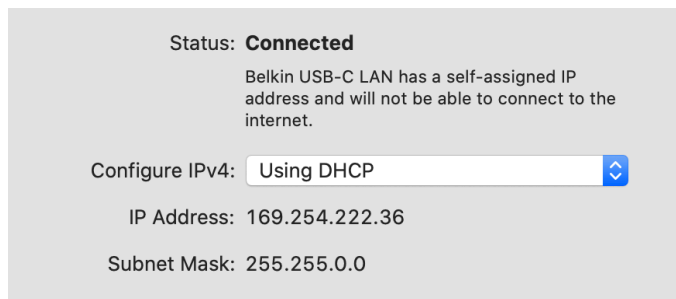 Status: Connected
Belkin USB-C LAN has a self-assigned IP
address and will not be able to connect to the
internet.
Configure IPv4: Using DHCP
IP Address: 169.254.222.36
Subnet Mask: 255.255.0.0